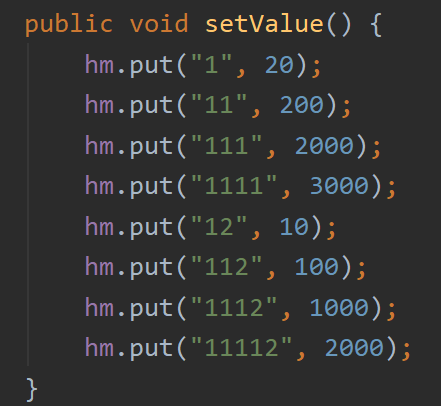 public void setValue() {
    hm.put("1", 20);
    hm.put("11", 200);
    hm.put("111", 2000);
    hm.put("1111", 3000);
    hm.put("12", 10);
    hm.put("112", 100);
    hm.put("1112", 1000);
    hm.put("11112", 2000);
}